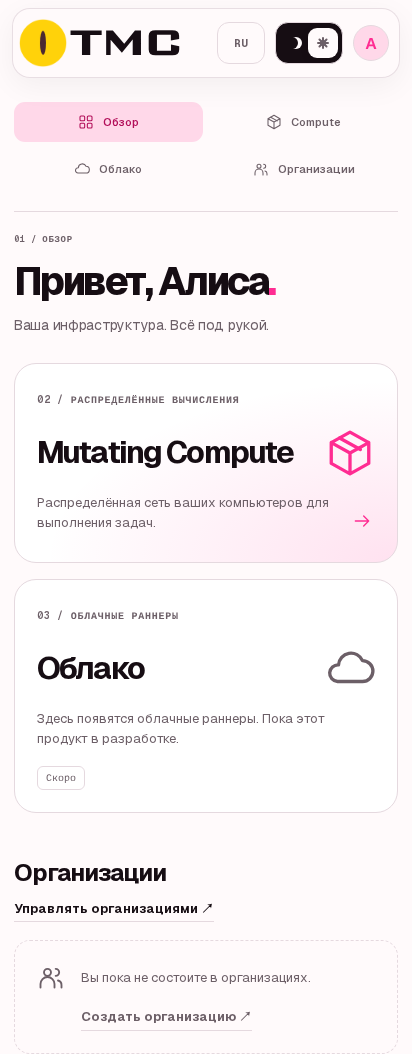 TMC
RU
A
Обзор
Compute
Облако
Организации
01 / ОБЗОР
Привет, Алиса.
Ваша инфраструктура. Всё под рукой.
02 / РАСПРЕДЕЛЁННЫЕ ВЫЧИСЛЕНИЯ
Mutating Compute
Распределённая сеть ваших компьютеров для
выполнения задач.
→
03 / ОБЛАЧНЫЕ РАННЕРЫ
Облако
Здесь появятся облачные раннеры. Пока этот
продукт в разработке.
Скоро
Организации
Управлять организациями ↗
Вы пока не состоите в организациях.
Создать организацию ↗